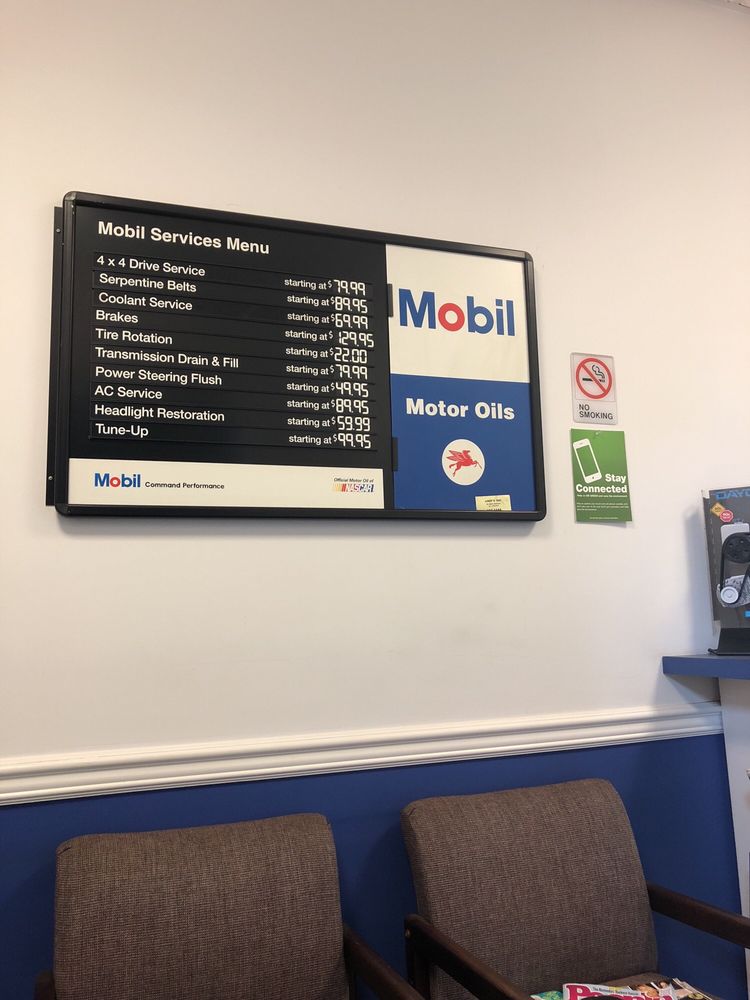 Mobil Services Menu
4 x 4 Drive Service starting at $79.99
Serpentine Belts starting at $89.95
Coolant Service starting at $69.99
Brakes starting at $129.95
Tire Rotation starting at $22.00
Transmission Drain & Fill starting at $79.99
Power Steering Flush starting at $49.95
AC Service starting at $89.95
Headlight Restoration starting at $59.99
Tune-Up starting at $99.95
Mobil Command Performance
Official Motor Oil of
NASCAR
Mobil
Motor Oils
NO
SMOKING
Stay
Connected